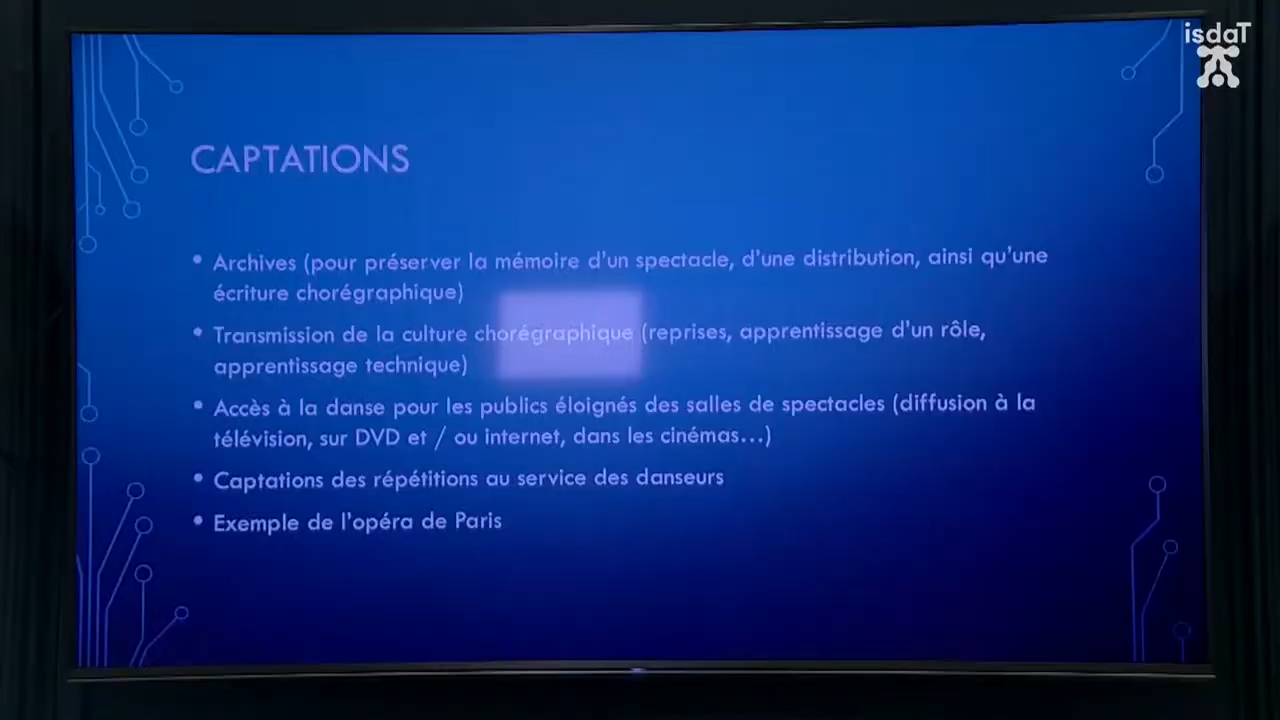 isdaT
CAPTATIONS
• Archives (pour préserver la mémoire d'un spectacle, d'une distribution, ainsi qu'une
écriture chorégraphique)
• Transmission de la culture chorégraphique (reprises, apprentissage d'un rôle,
apprentissage technique)
• Accès à la danse pour les publics éloignés des salles de spectacles (diffusion à la
télévision, sur DVD et / ou internet, dans les cinémas...)
• Captations des répétitions au service des danseurs
• Exemple de l'opéra de Paris